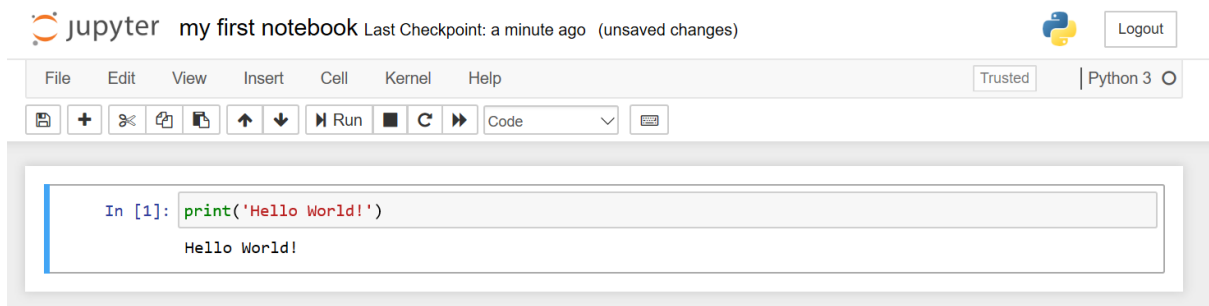 jupyter my first notebook Last Checkpoint: a minute ago (unsaved changes) Logout
File Edit View Insert Cell Kernel Help Trusted Python 3
Run Code
In [1]: print('Hello World!')
Hello World!